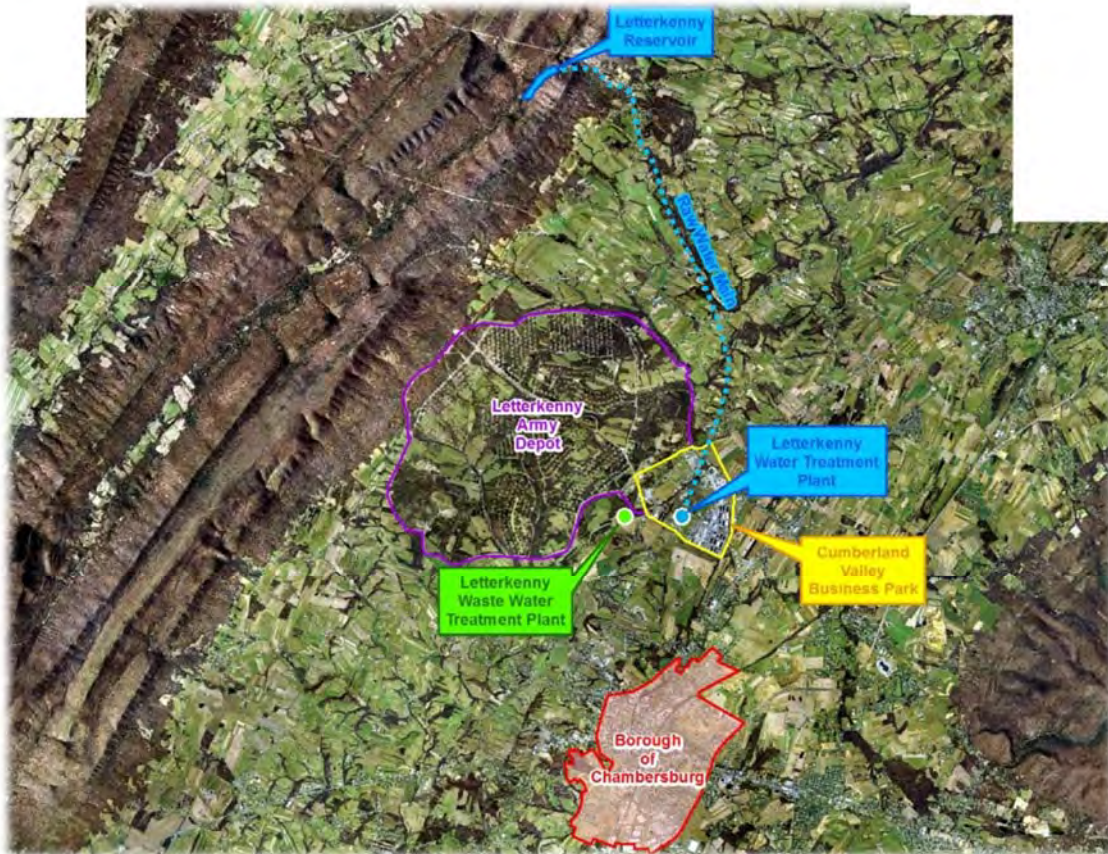 Letterkenny
Reservoir
Raw Water Main
Letterkenny
Army
Depot
Letterkenny
Water Treatment
Plant
Cumberland
Valley
Business Park
Letterkenny
Waste Water
Treatment Plant
Borough
of
Chambersburg